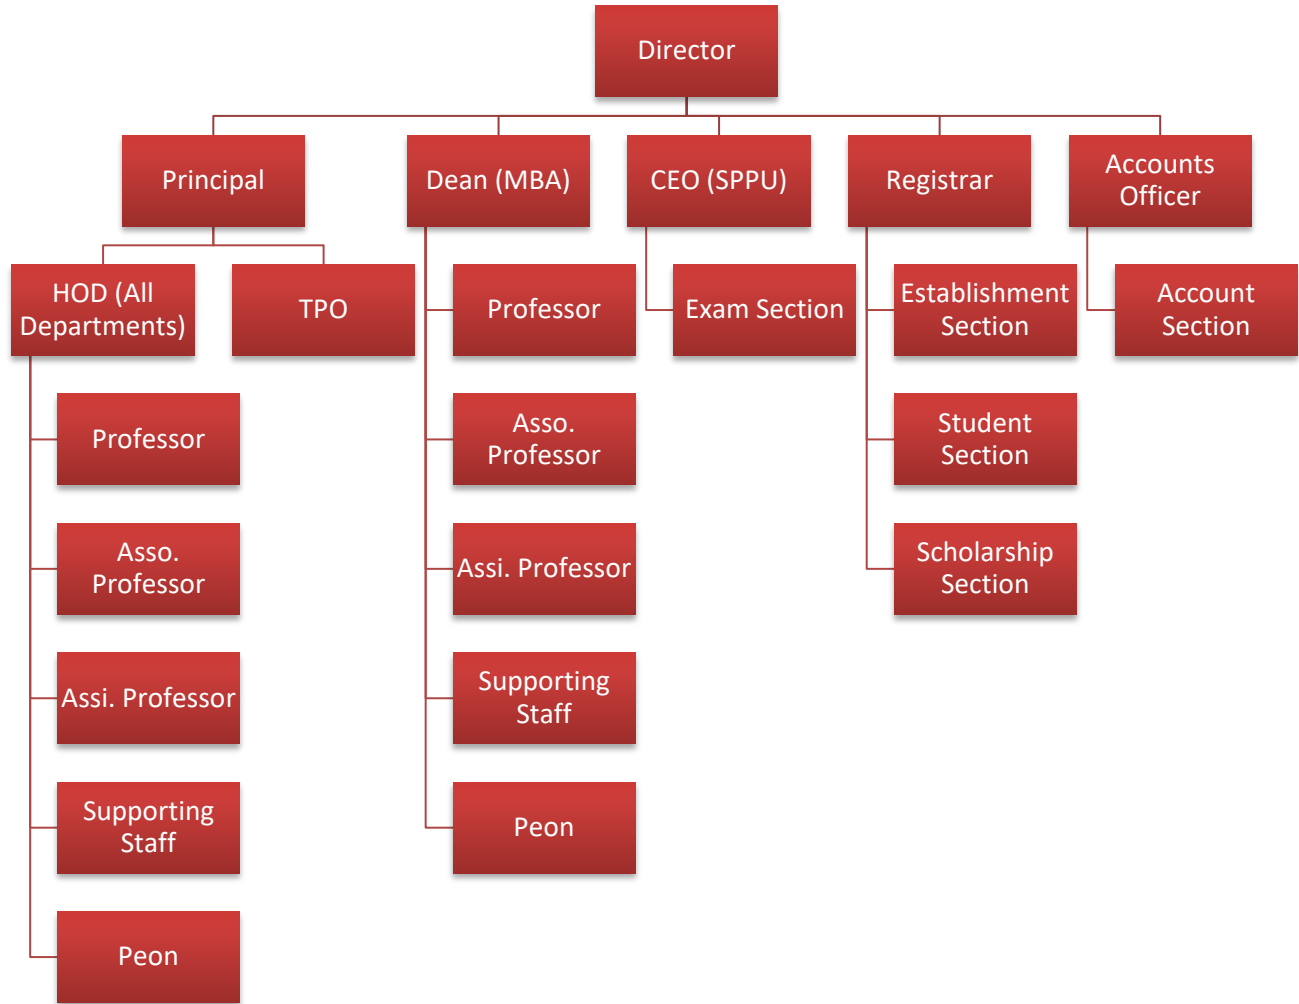 Director
Principal
Dean (MBA)
CEO (SPPU)
Registrar
Accounts
Officer
HOD (All
Departments)
TPO
Professor
Exam Section
Establishment
Section
Account
Section
Professor
Asso.
Professor
Student
Section
Asso.
Professor
Assi. Professor
Scholarship
Section
Assi. Professor
Supporting
Staff
Supporting
Staff
Peon
Peon